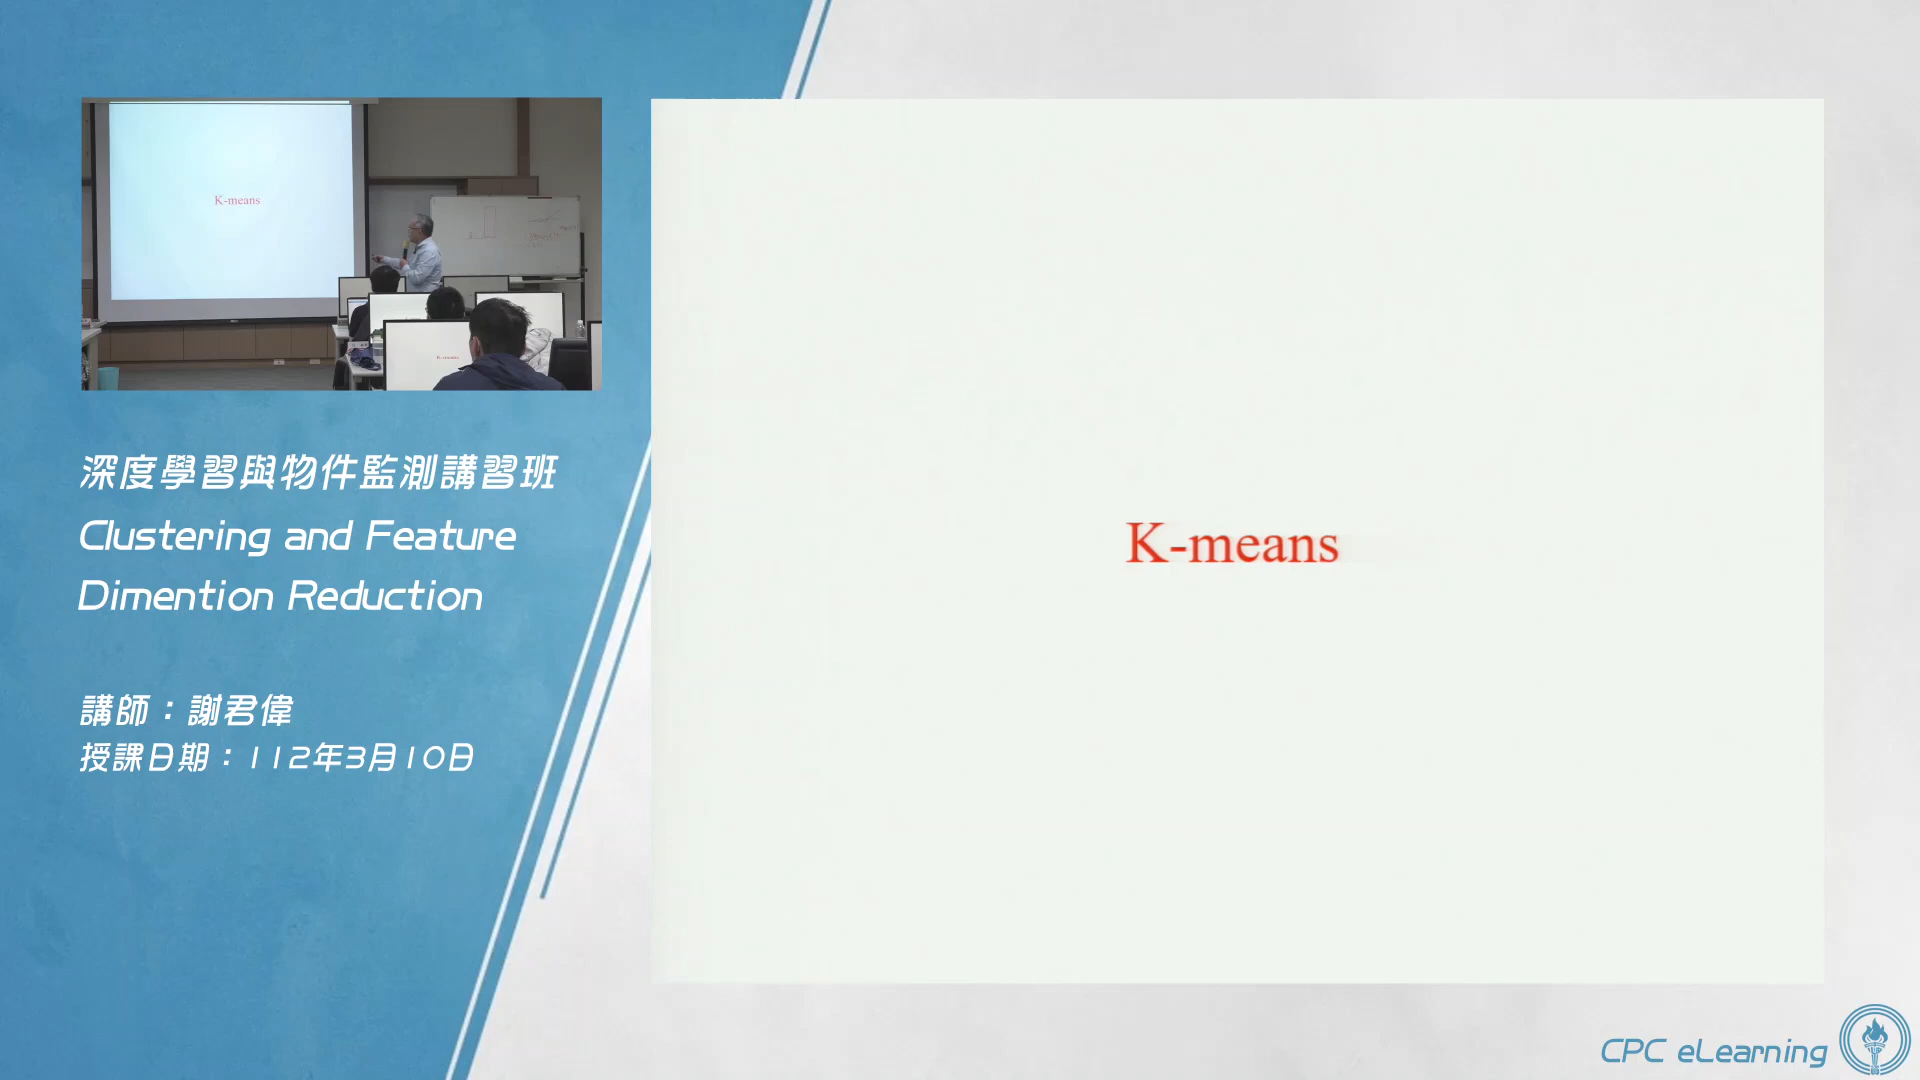 K-means
K-means
深度學習與物件監測講習班
Clustering and Feature
Dimention Reduction
講師：謝君偉
授課日期：112年3月10日
K-means
CPC eLearning